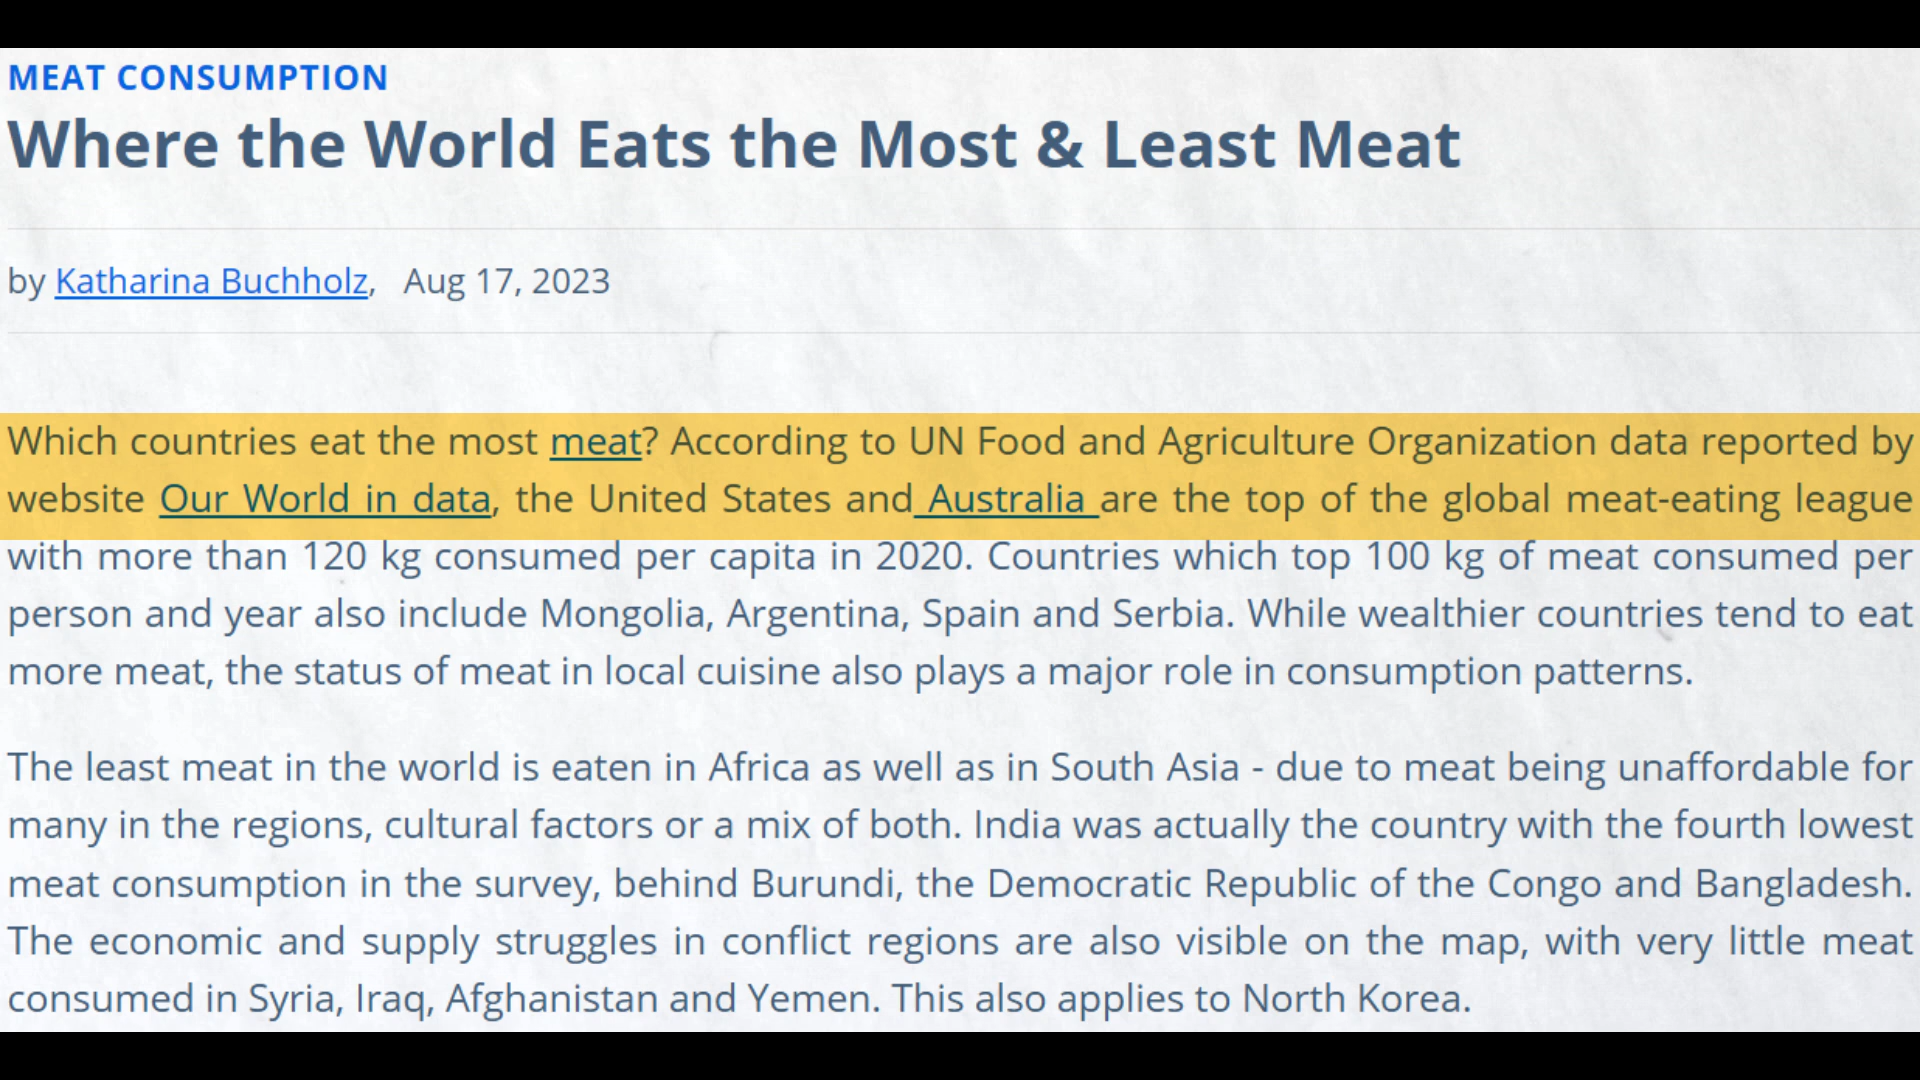 MEAT CONSUMPTION
Where the World Eats the Most & Least Meat
by Katharina Buchholz, Aug 17, 2023
Which countries eat the most meat? According to UN Food and Agriculture Organization data reported by
website Our World in data, the United States and Australia are the top of the global meat-eating league
with more than 120 kg consumed per capita in 2020. Countries which top 100 kg of meat consumed per
person and year also include Mongolia, Argentina, Spain and Serbia. While wealthier countries tend to eat
more meat, the status of meat in local cuisine also plays a major role in consumption patterns.
The least meat in the world is eaten in Africa as well as in South Asia - due to meat being unaffordable for
many in the regions, cultural factors or a mix of both. India was actually the country with the fourth lowest
meat consumption in the survey, behind Burundi, the Democratic Republic of the Congo and Bangladesh.
The economic and supply struggles in conflict regions are also visible on the map, with very little meat
consumed in Syria, Iraq, Afghanistan and Yemen. This also applies to North Korea.